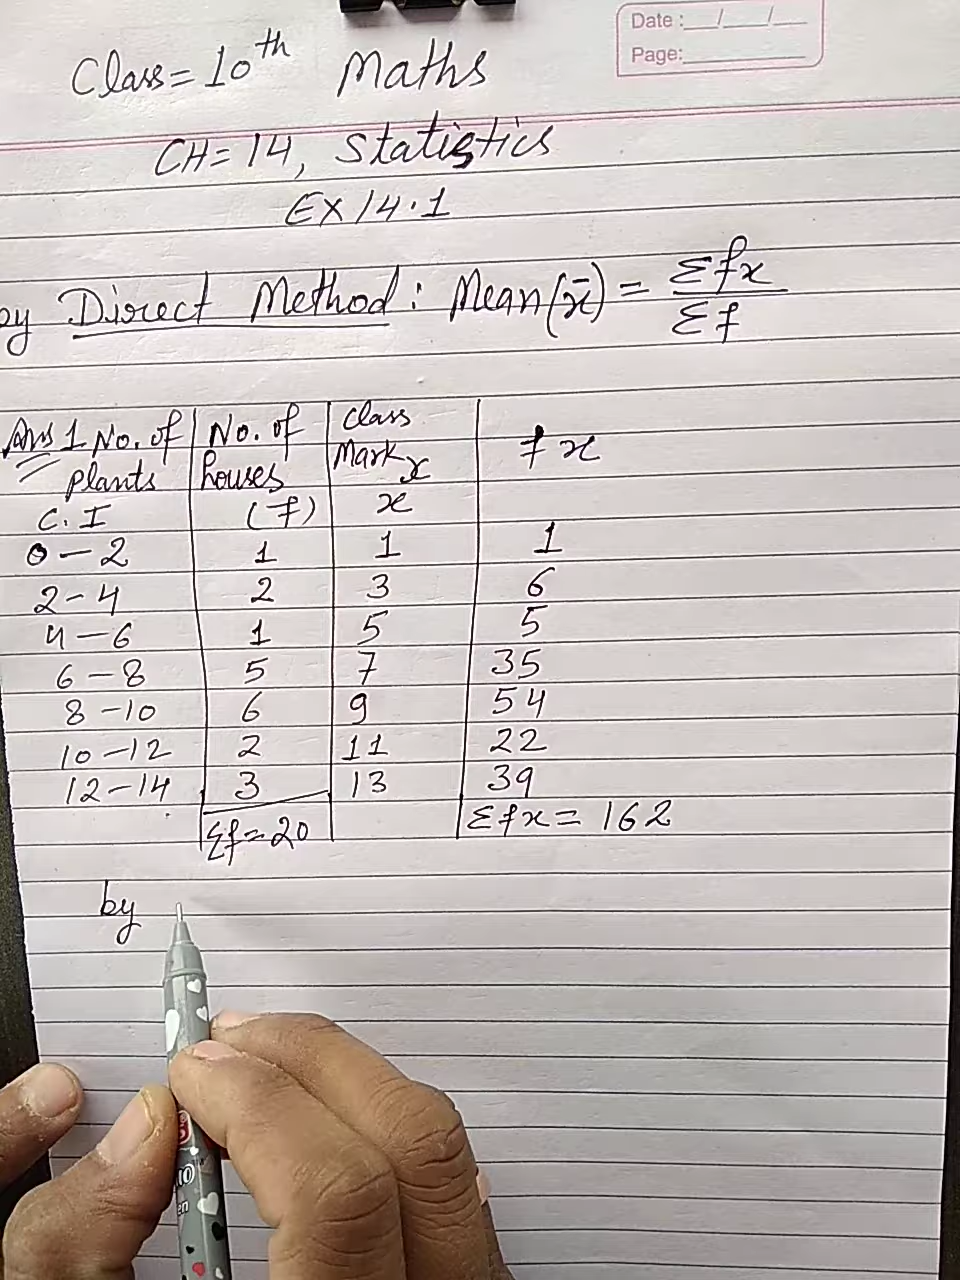 Date :__/__/__
Page:
Class = 10th Maths
CH = 14, Statistics
EX 14.1
by Direct Method : Mean (x̄) = Σfx / Σf
Ans 1 No. of plants C.I | No. of houses (f) | Class Mark x x | fx
0 - 2 | 1 | 1 | 1
2 - 4 | 2 | 3 | 6
4 - 6 | 1 | 5 | 5
6 - 8 | 5 | 7 | 35
8 - 10 | 6 | 9 | 54
10 - 12 | 2 | 11 | 22
12 - 14 | 3 | 13 | 39
Σf = 20 | Σfx = 162
by